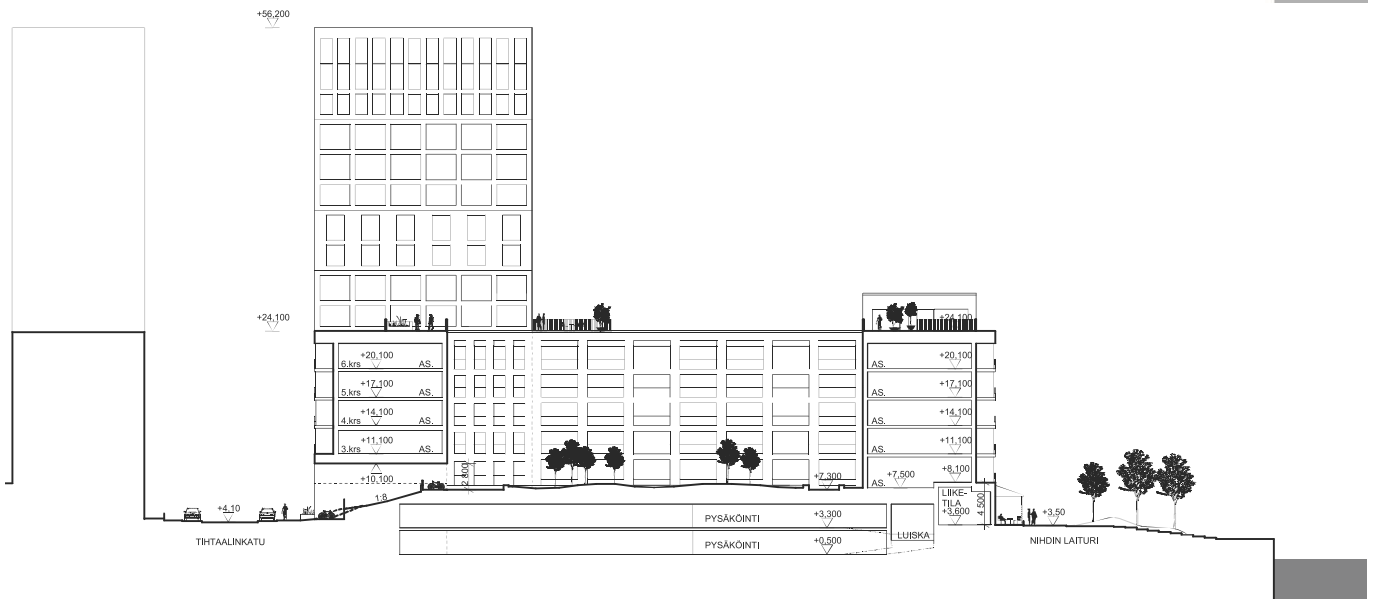 +56,200
+24,100
+24,100
+20,100
6.krs AS.
+17,100
5.krs AS.
+14,100
4.krs AS.
+11,100
3.krs AS.
+10,100
2 800
1:8
+20,100
AS.
+17,100
AS.
+14,100
AS.
+11,100
AS.
+8,100
+7,300
+7,500
AS.
LIIKE-
TILA
+3,600
4 500
+4,10
PYSÄKÖINTI +3,300
+3,50
LUISKA
TIHTAALINKATU
PYSÄKÖINTI +0,500
NIHDIN LAITURI